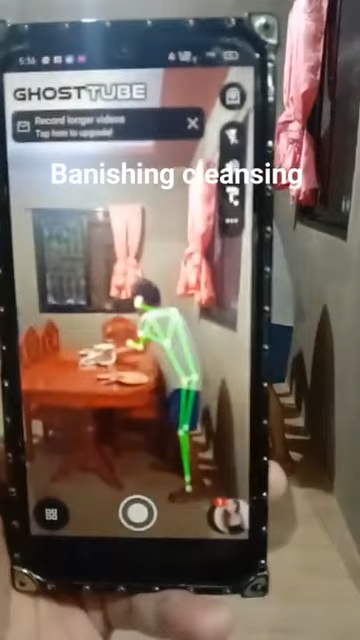 5:56
GHOSTTUBE
Record longer videos
Tap here to upgrade!
Banishing cleansing